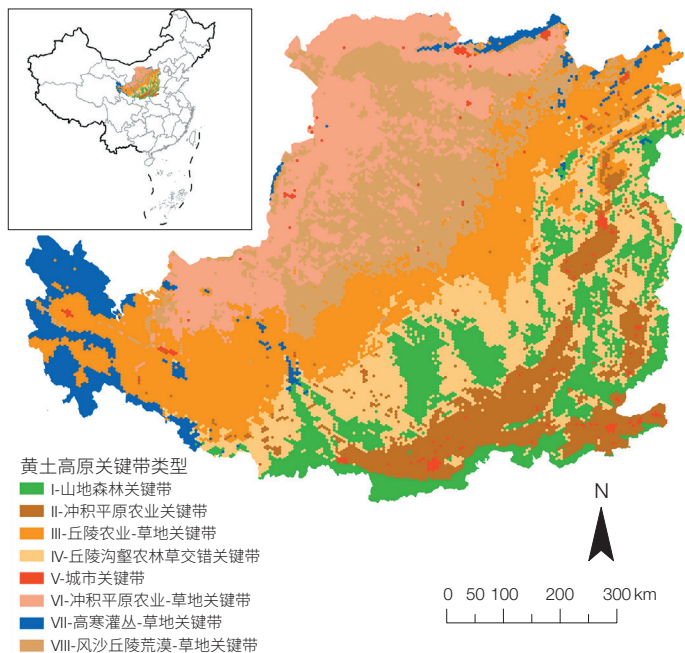 黄土高原关键带类型
I-山地森林关键带
II-冲积平原农业关键带
III-丘陵农业-草地关键带
IV-丘陵沟壑农林草交错关键带
V-城市关键带
VI-冲积平原农业-草地关键带
VII-高寒灌丛-草地关键带
VIII-风沙丘陵荒漠-草地关键带
N
0 50 100 200 300 km